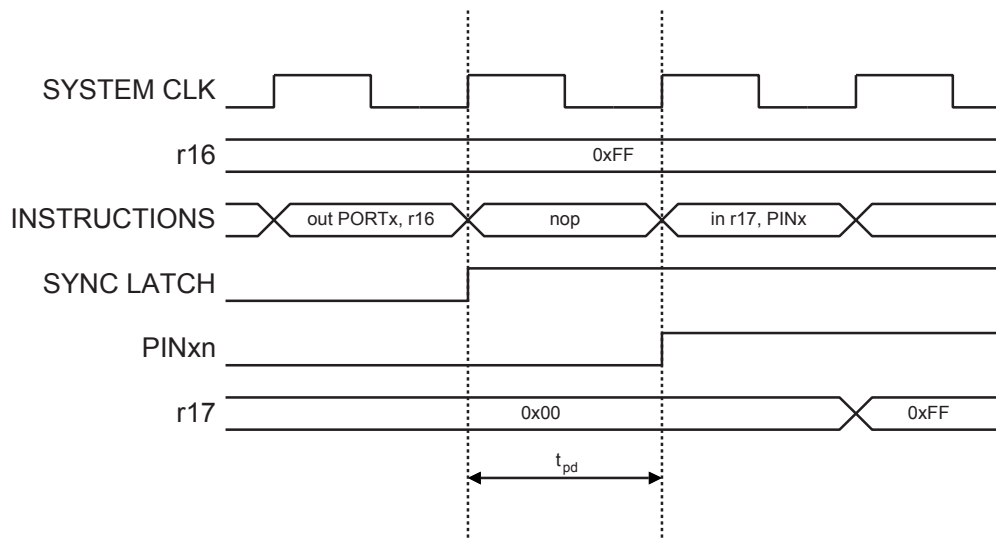 SYSTEM CLK
r16
0xFF
INSTRUCTIONS
out PORTx, r16
nop
in r17, PINx
SYNC LATCH
PINxn
r17
0x00
0xFF
tpd